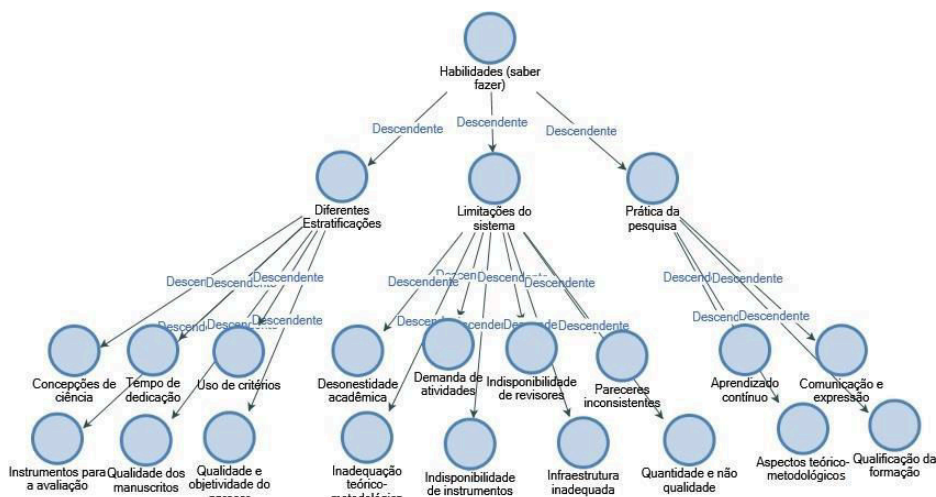 Habilidades (saber
fazer)
Descendente
Descendente
Descendente
Diferentes
Estratificações
Limitações do
sistema
Prática da
pesquisa
Descendente
Descendente
Descendente
Descendente
Descendente
Descendente
Descendente
Descendente
Descendente
Descendente
Concepções de
ciência
Tempo de
dedicação
Uso de critérios
Desonestidade
acadêmica
Demanda de
atividades
Indisponibilidade
de revisores
Pareceres
inconsistentes
Aprendizado
contínuo
Comunicação e
expressão
Instrumentos para
a avaliação
Qualidade dos
manuscritos
Qualidade e
objetividade do
Inadequação
teórico-
Indisponibilidade
de instrumentos
Infraestrutura
inadequada
Quantidade e não
qualidade
Aspectos teórico-
metodológicos
Qualificação da
formação